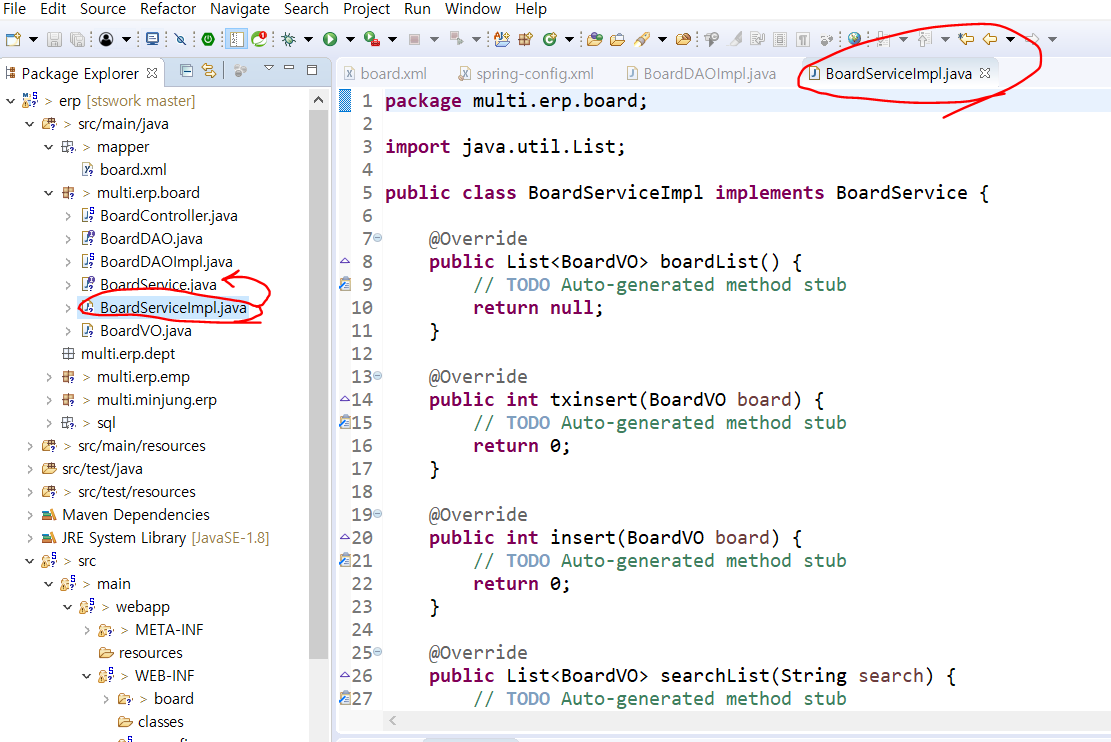 File Edit Source Refactor Navigate Search Project Run Window Help
Package Explorer
board.xml spring-config.xml BoardDAOImpl.java BoardServiceImpl.java
> erp [stswork master]
> src/main/java
> mapper
board.xml
> multi.erp.board
> BoardController.java
> BoardDAO.java
> BoardDAOImpl.java
> BoardService.java
> BoardServiceImpl.java
> BoardVO.java
multi.erp.dept
> multi.erp.emp
> multi.minjung.erp
> sql
> src/main/resources
> src/test/java
> src/test/resources
> Maven Dependencies
> JRE System Library [JavaSE-1.8]
> src
> main
> webapp
> META-INF
resources
> WEB-INF
> board
classes
1 package multi.erp.board;
2
3 import java.util.List;
4
5 public class BoardServiceImpl implements BoardService {
6
7 @Override
8 public List<BoardVO> boardList() {
9 // TODO Auto-generated method stub
10 return null;
11 }
12
13 @Override
14 public int txinsert(BoardVO board) {
15 // TODO Auto-generated method stub
16 return 0;
17 }
18
19 @Override
20 public int insert(BoardVO board) {
21 // TODO Auto-generated method stub
22 return 0;
23 }
24
25 @Override
26 public List<BoardVO> searchList(String search) {
27 // TODO Auto-generated method stub